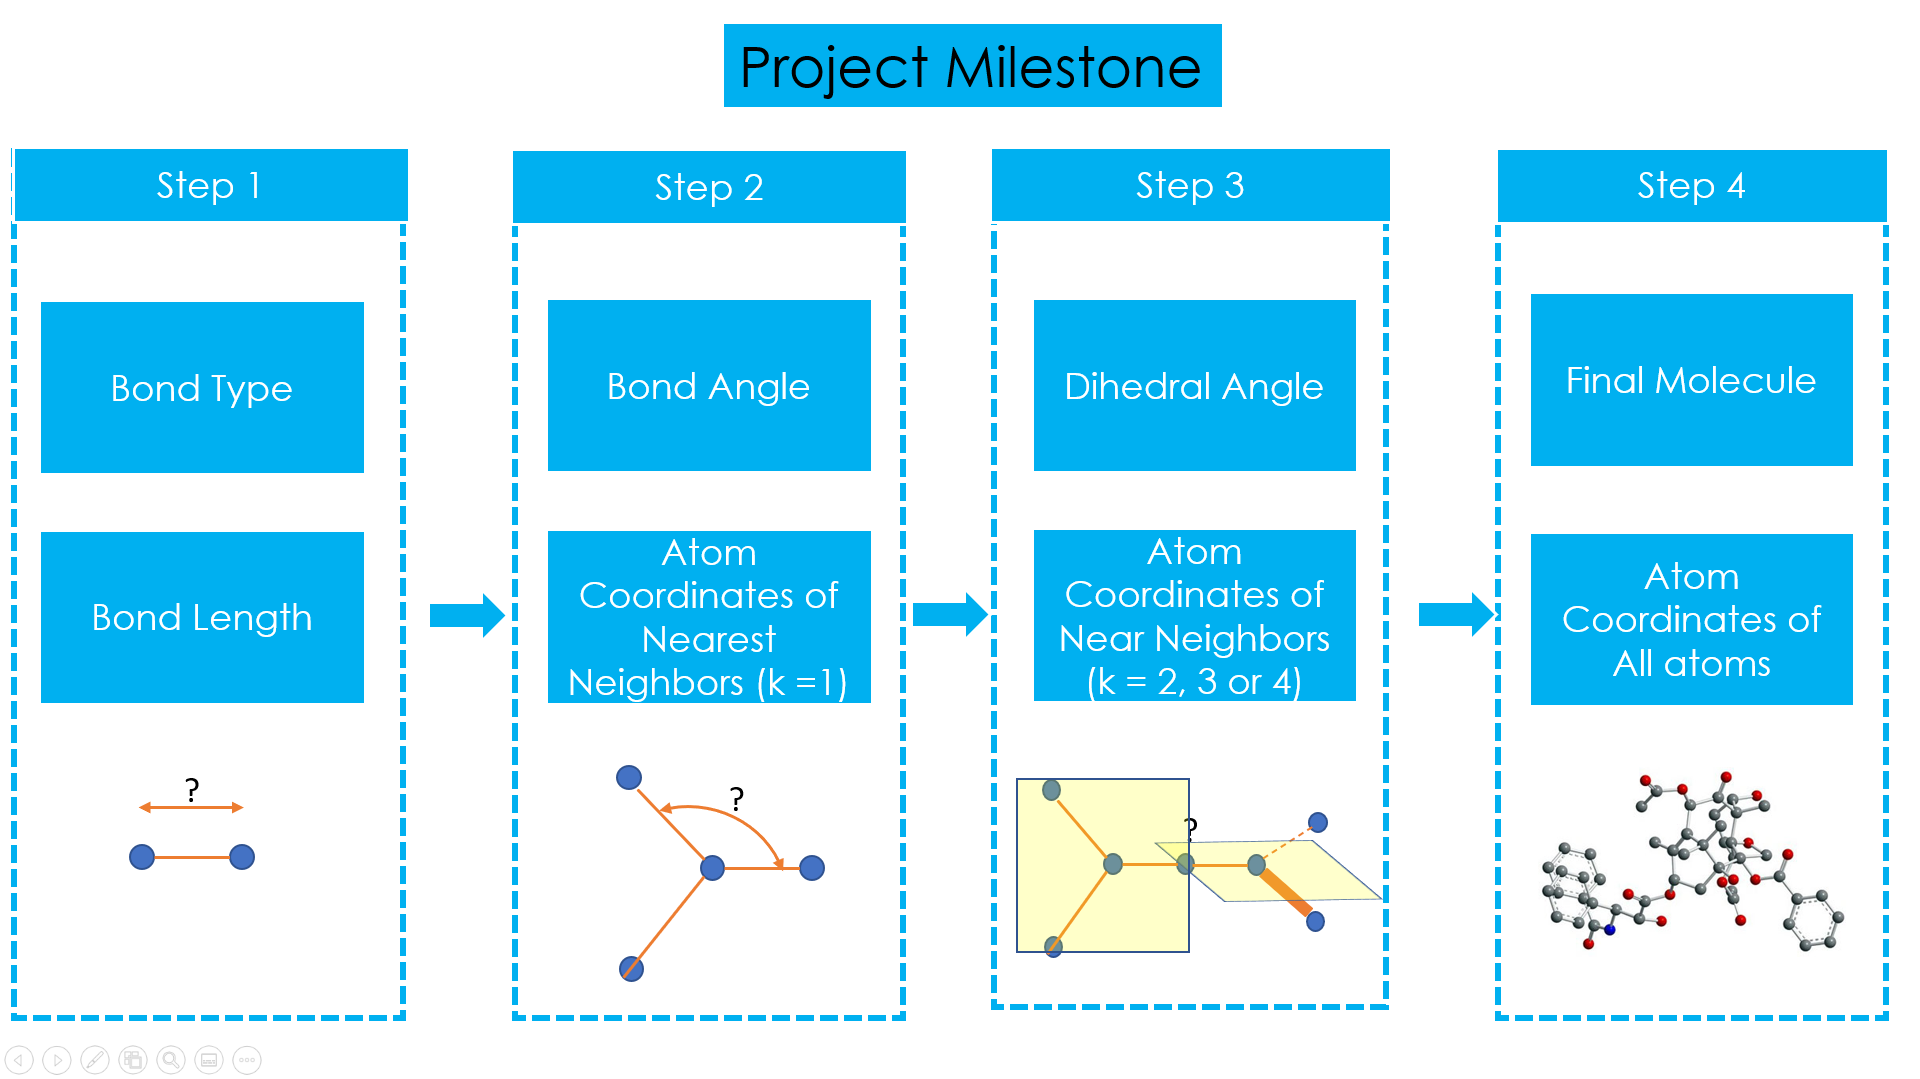 Project Milestone
Step 1
Bond Type
Bond Length
?
Step 2
Bond Angle
Atom
Coordinates of
Nearest
Neighbors (k =1)
?
Step 3
Dihedral Angle
Atom
Coordinates of
Near Neighbors
(k = 2, 3 or 4)
?
Step 4
Final Molecule
Atom
Coordinates of
All atoms